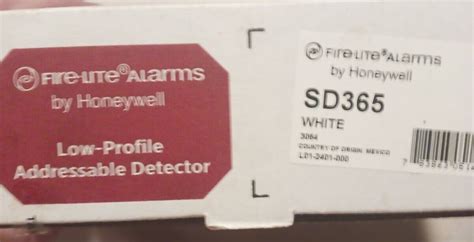 FIRE-LITE® ALARMS
by Honeywell
Low-Profile
Addressable Detector
FIRE-LITE® ALARMS
by Honeywell
SD365
WHITE
3084
COUNTRY OF ORIGIN: MEXICO
L01-2401-000